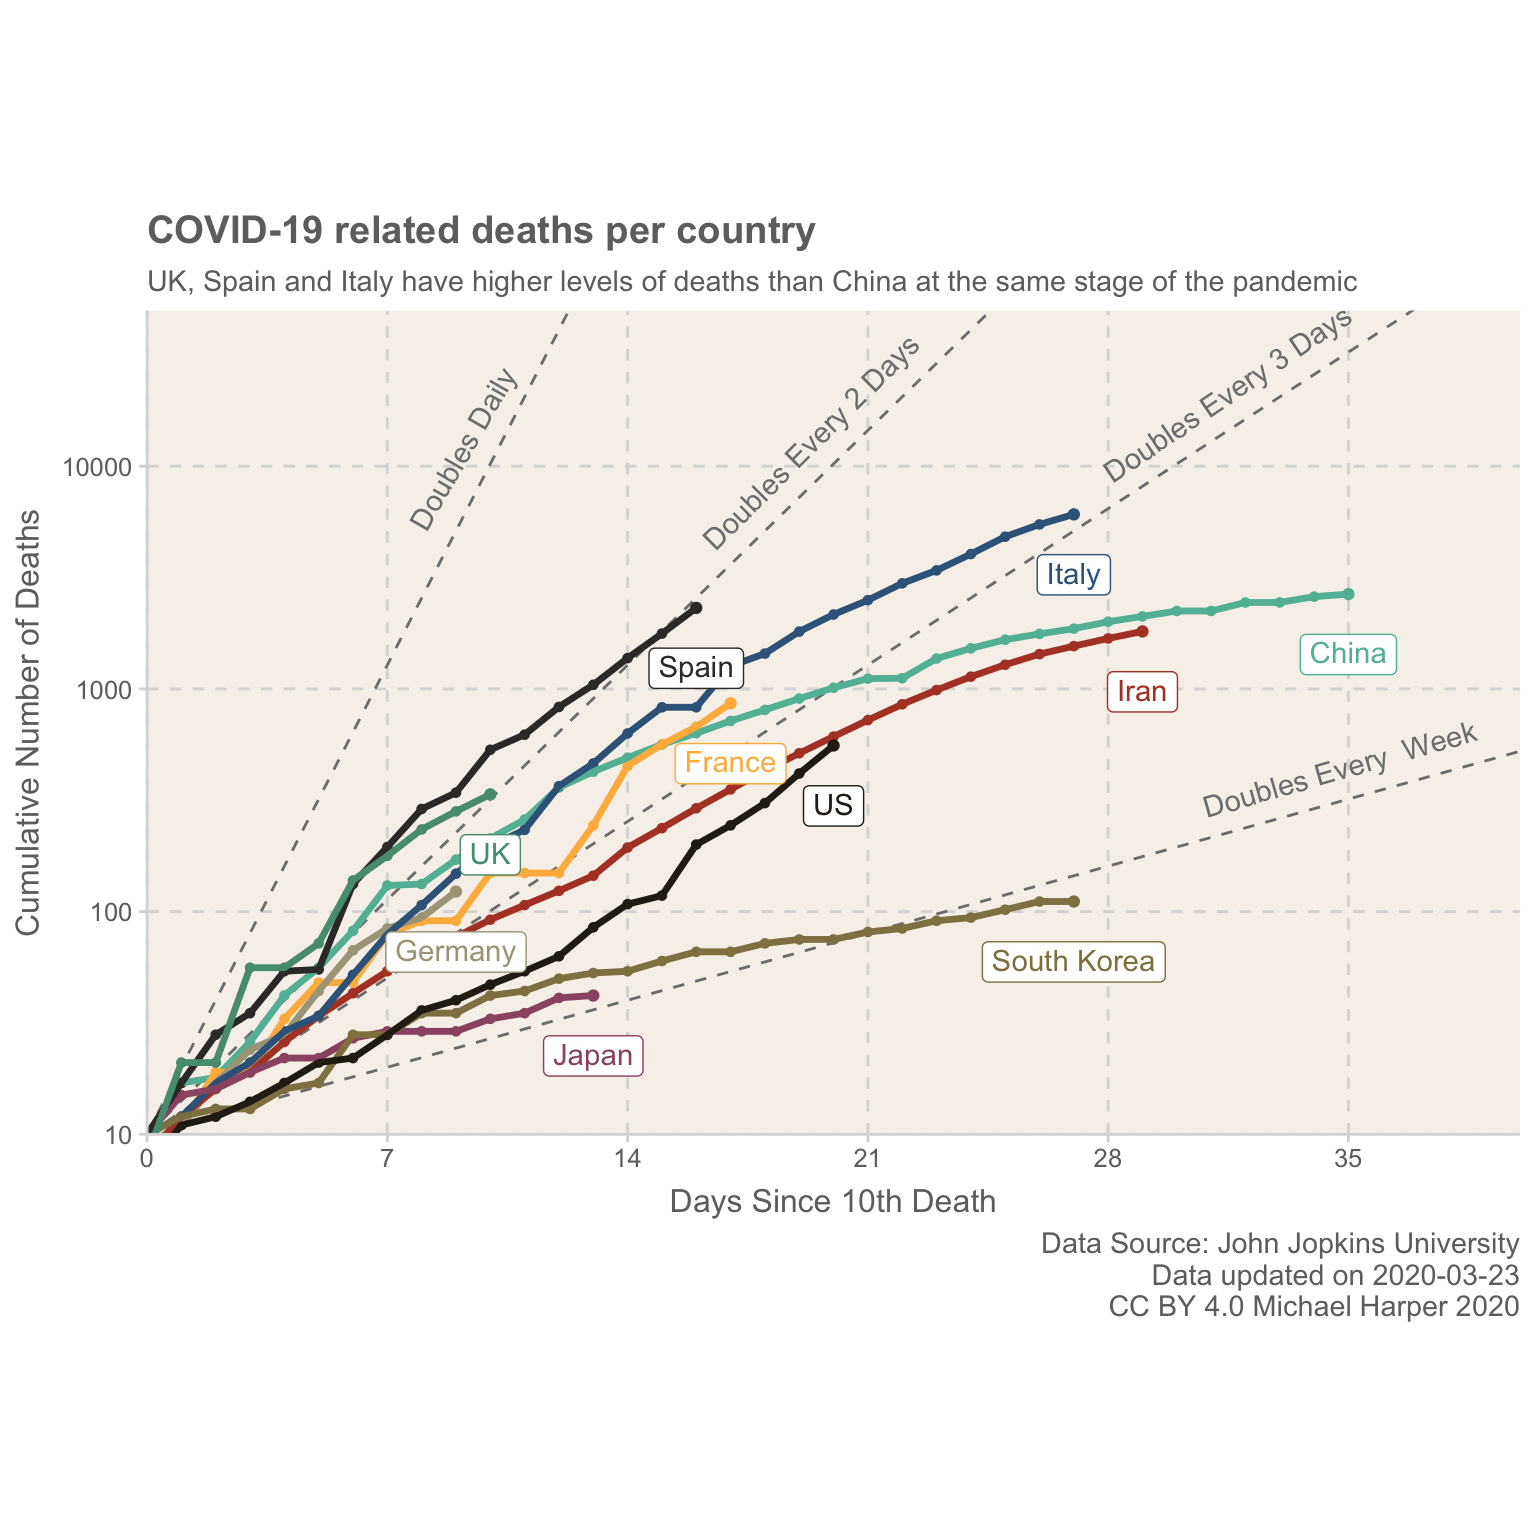 COVID-19 related deaths per country
UK, Spain and Italy have higher levels of deaths than China at the same stage of the pandemic
Doubles Daily
Doubles Every 2 Days
Doubles Every 3 Days
10000
Cumulative Number of Deaths
Italy
Spain
China
1000
Iran
Doubles Every Week
France
US
UK
100
Germany
South Korea
Japan
10
0 7 14 21 28 35
Days Since 10th Death
Data Source: John Jopkins University
Data updated on 2020-03-23
CC BY 4.0 Michael Harper 2020